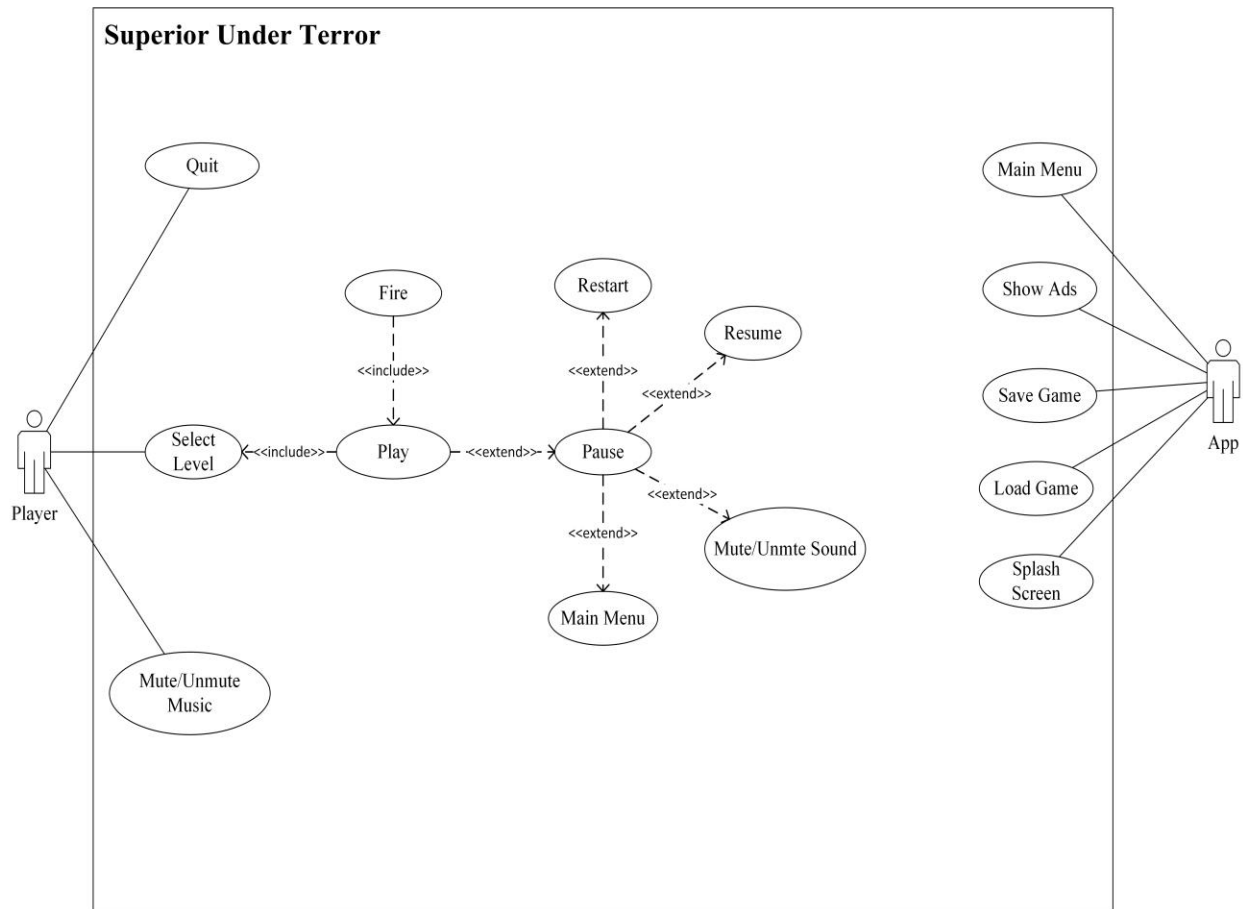 Superior Under Terror
Quit
Main Menu
Fire
Restart
Show Ads
Resume
<<include>>
<<extend>>
<<extend>>
Save Game
Select
Level
<<include>>
Play
<<extend>>
Pause
App
<<extend>>
Load Game
Player
<<extend>>
Mute/Unmte Sound
Splash
Screen
Main Menu
Mute/Unmute
Music